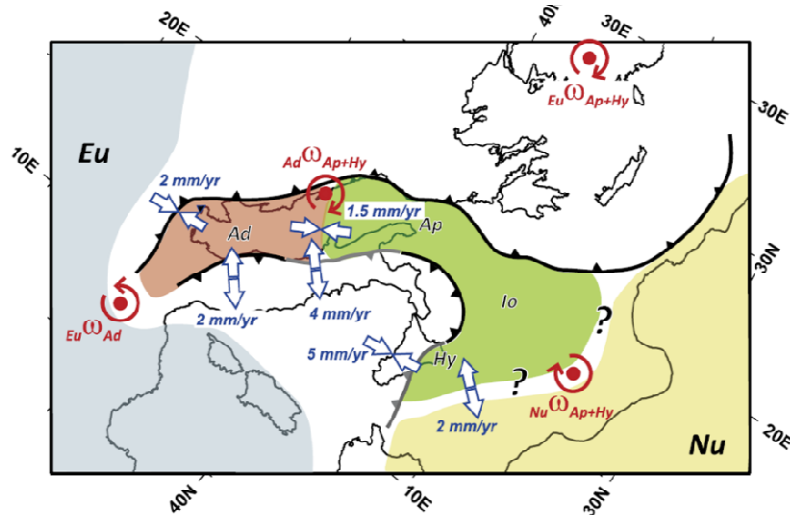 20E
40E
30E
Eu
Eu ω Ap+Hy
10E
30E
2 mm/yr
Ad ω Ap+Hy
1.5 mm/yr
Ad
Ap
30N
Eu ω Ad
Io
2 mm/yr
4 mm/yr
?
5 mm/yr
Hy
?
Nu ω Ap+Hy
2 mm/yr
20E
Nu
40N
10E
30N